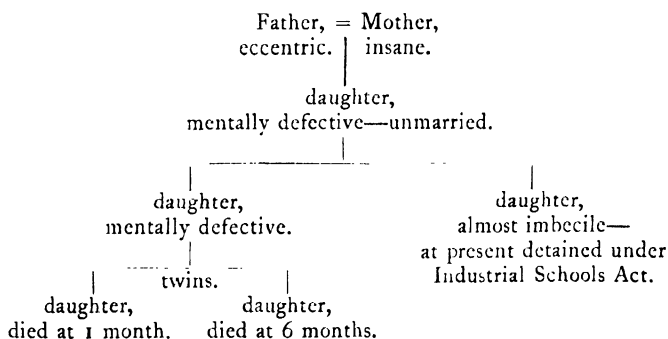 Father, = Mother,
eccentric. insane.
daughter,
mentally defective—unmarried.
daughter,
mentally defective.
daughter,
almost imbecile—
at present detained under
Industrial Schools Act.
twins.
daughter,
died at 1 month.
daughter,
died at 6 months.